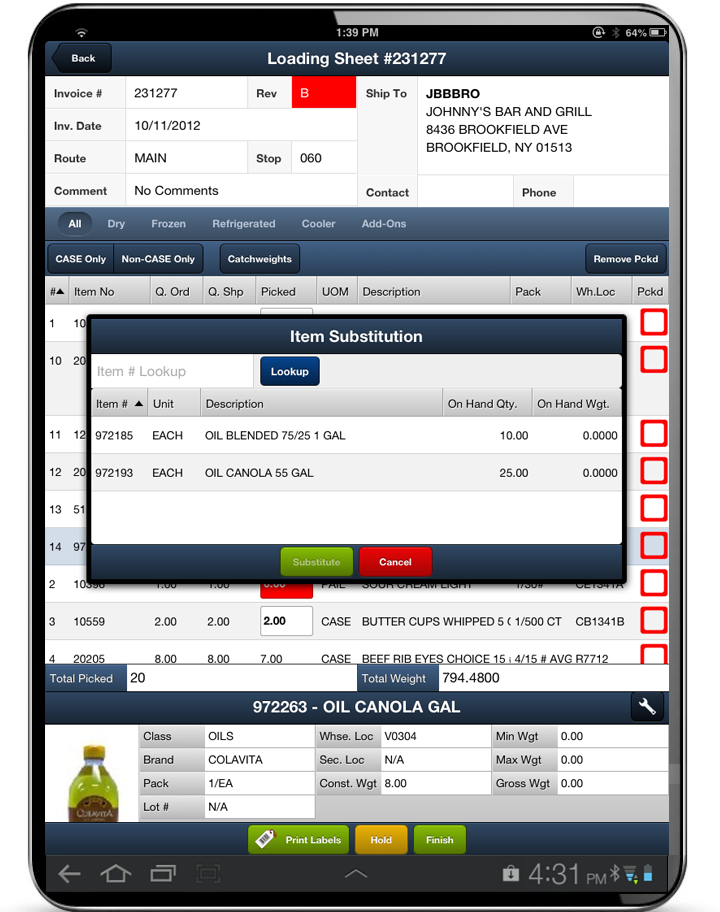 1:39 PM 64%
Back Loading Sheet #231277
Invoice # 231277 Rev B Ship To JBBBRO
JOHNNY'S BAR AND GRILL
Inv. Date 10/11/2012 8436 BROOKFIELD AVE
BROOKFIELD, NY 01513
Route MAIN Stop 060
Comment No Comments Contact Phone
All Dry Frozen Refrigerated Cooler Add-Ons
CASE Only Non-CASE Only Catchweights Remove Pckd
# Item No Q. Ord Q. Shp Picked UOM Description Pack Wh.Loc Pckd
1 10
Item Substitution
10 20
Item # Lookup Lookup
Item # Unit Description On Hand Qty. On Hand Wgt.
11 12
972185 EACH OIL BLENDED 75/25 1 GAL 10.00 0.0000
12 20
972193 EACH OIL CANOLA 55 GAL 25.00 0.0000
13 51
14 97
Substitute Cancel
2 10396 1.00 1.00 0.00 PAIL SOUR CREAM LIGHT 1/30# CE1341A
3 10559 2.00 2.00 2.00 CASE BUTTER CUPS WHIPPED 5 1/500 CT CB1341B
4 20205 8.00 8.00 7.00 CASE BEEF RIB EYES CHOICE 15 4/15 # AVG R7712
Total Picked 20 Total Weight 794.4800
972263 - OIL CANOLA GAL
Class OILS Whse. Loc V0304 Min Wgt 0.00
Brand COLAVITA Sec. Loc N/A Max Wgt 0.00
Pack 1/EA Const. Wgt 8.00 Gross Wgt 0.00
Lot # N/A
COLAVITA
Print Labels Hold Finish
4:31 PM